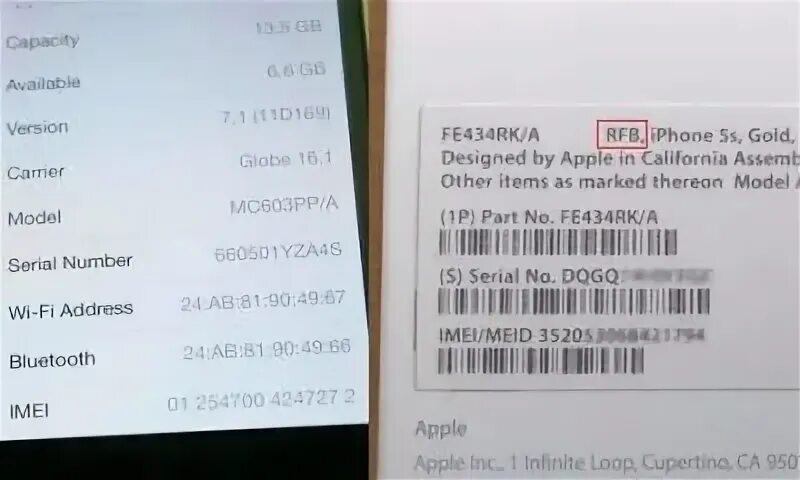 Capacity 13,5 GB
Available 6,6 GB
Version 7.1 (11D169)
Carrier Globe 16.1
Model MC603PP/A
Serial Number 660501YZA4S
Wi-Fi Address 24:AB:81:90:49:67
Bluetooth 24:AB:81:90:49:66
IMEI 01 254700 424727 2
FE434RK/A RFB, iPhone 5s, Gold,
Designed by Apple in California Assemb
Other items as marked thereon Model A
(1P) Part No. FE434RK/A
(S) Serial No. DQGQ
IMEI/MEID 3520
Apple
Apple Inc., 1 Infinite Loop, Cupertino, CA 9501